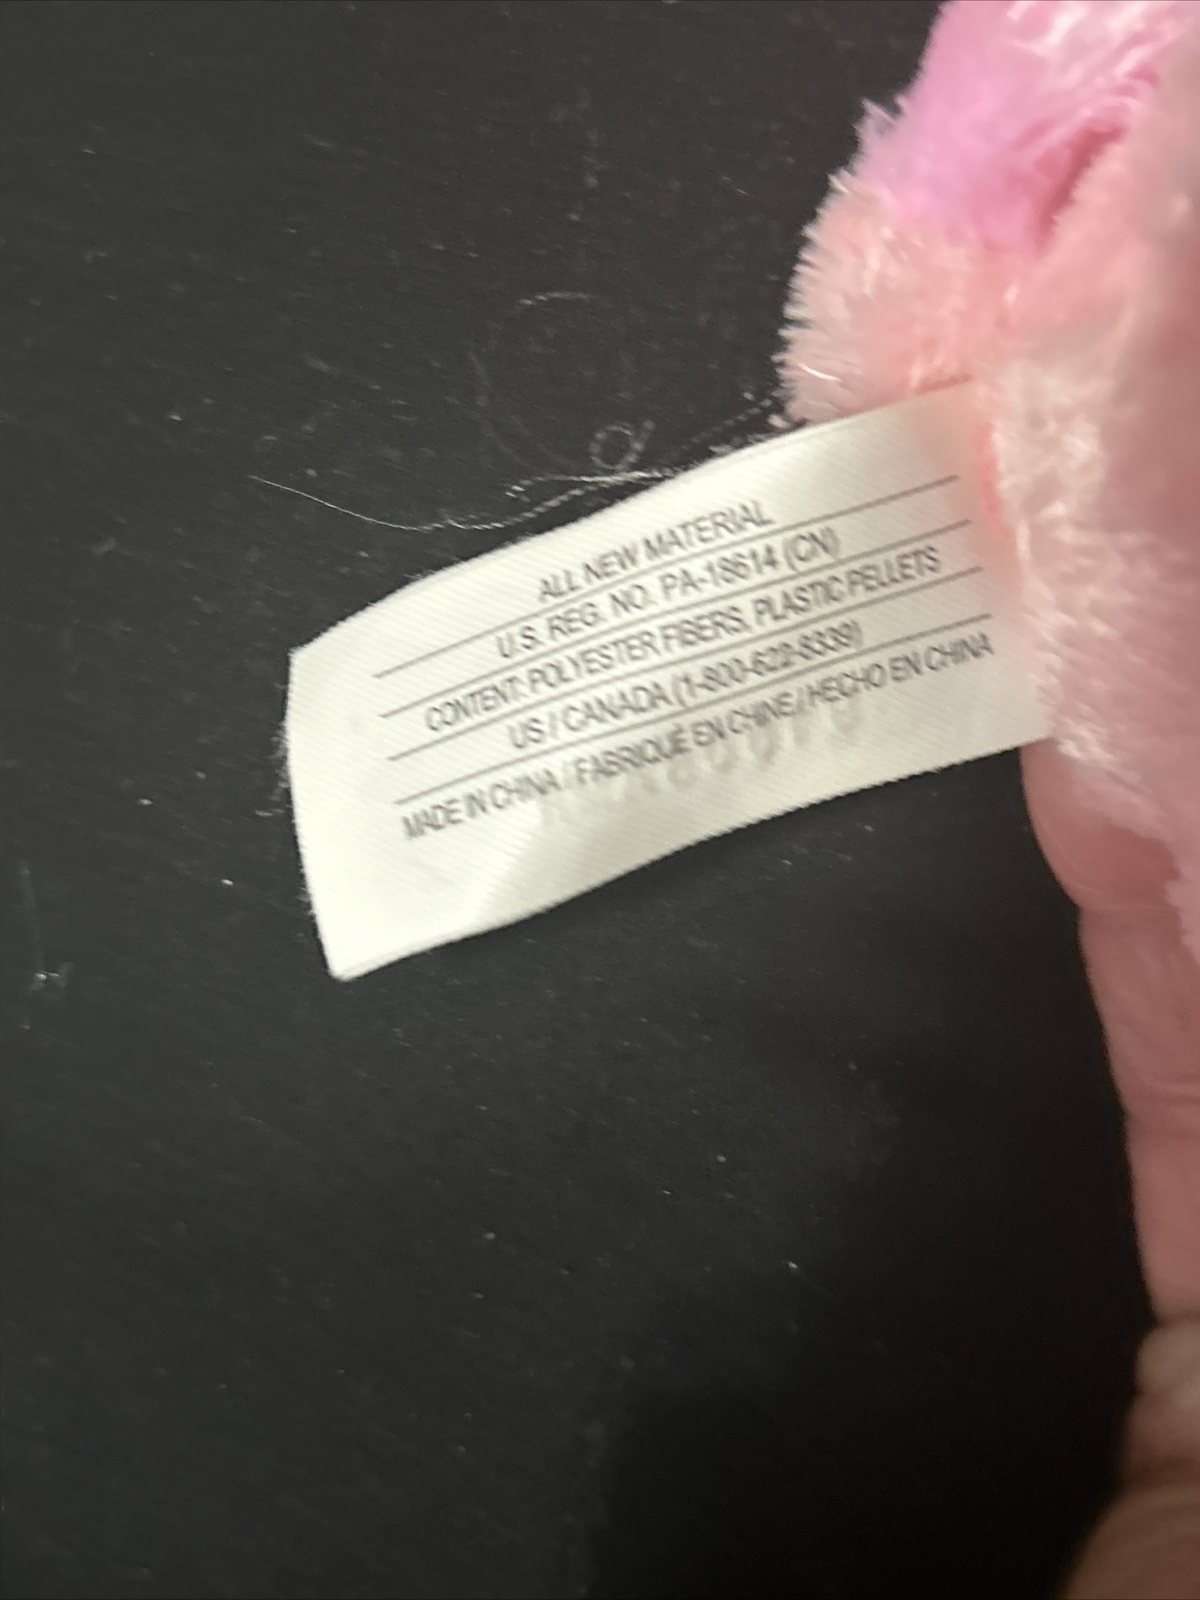 ALL NEW MATERIAL
U.S. REG. NO. PA-18614 (CN)
CONTENT: POLYESTER FIBERS, PLASTIC PELLETS
US / CANADA (1-800-622-8339)
MADE IN CHINA / FABRIQUÉ EN CHINE / HECHO EN CHINA